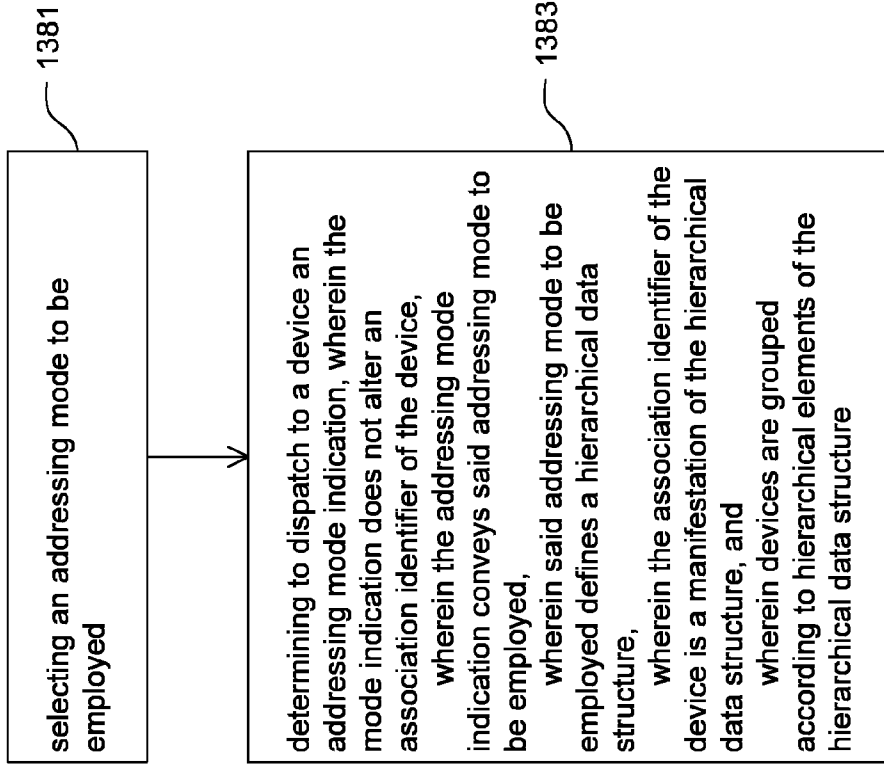 selecting an addressing mode to be
employed
1381
determining to dispatch to a device an
addressing mode indication, wherein the
mode indication does not alter an
association identifier of the device,
wherein the addressing mode
indication conveys said addressing mode to
be employed,
wherein said addressing mode to be
employed defines a hierarchical data
structure,
wherein the association identifier of the
device is a manifestation of the hierarchical
data structure, and
wherein devices are grouped
according to hierarchical elements of the
hierarchical data structure
1383